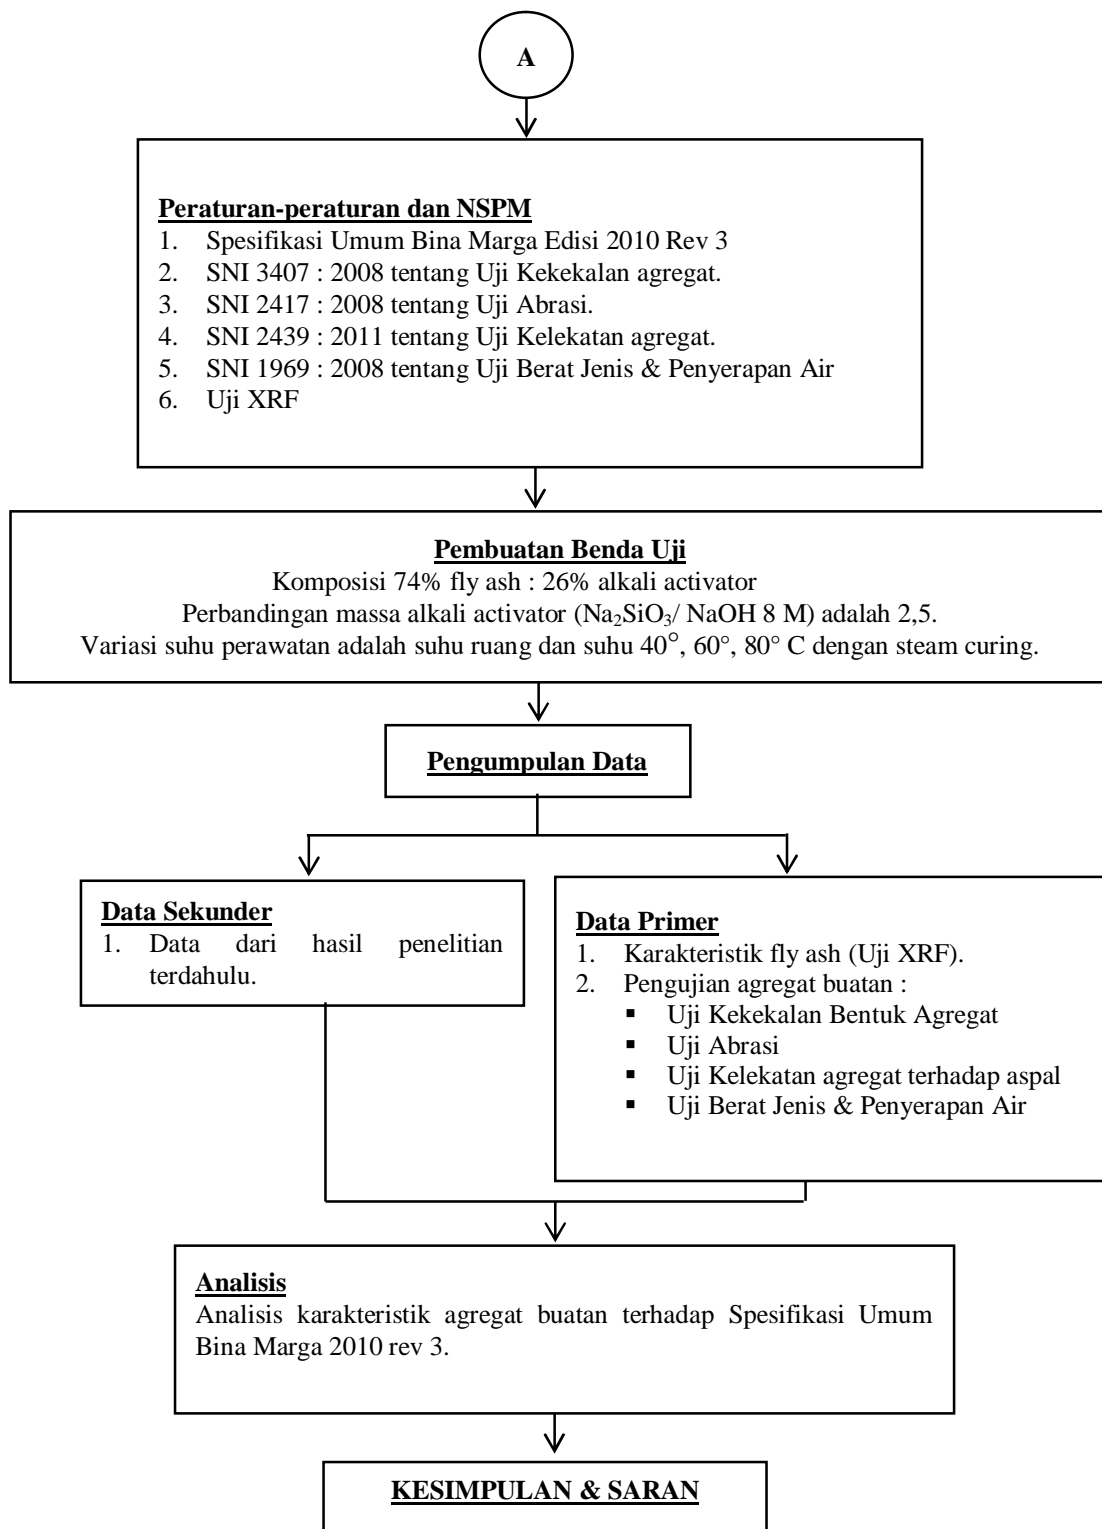 A
Peraturan-peraturan dan NSPM
1. Spesifikasi Umum Bina Marga Edisi 2010 Rev 3
2. SNI 3407 : 2008 tentang Uji Kekekalan agregat.
3. SNI 2417 : 2008 tentang Uji Abrasi.
4. SNI 2439 : 2011 tentang Uji Kelekatan agregat.
5. SNI 1969 : 2008 tentang Uji Berat Jenis & Penyerapan Air
6. Uji XRF
Pembuatan Benda Uji
Komposisi 74% fly ash : 26% alkali activator
Perbandingan massa alkali activator (Na₂SiO₃/ NaOH 8 M) adalah 2,5.
Variasi suhu perawatan adalah suhu ruang dan suhu 40°, 60°, 80° C dengan steam curing.
Pengumpulan Data
Data Sekunder
1. Data dari hasil penelitian
terdahulu.
Data Primer
1. Karakteristik fly ash (Uji XRF).
2. Pengujian agregat buatan :
▪ Uji Kekekalan Bentuk Agregat
▪ Uji Abrasi
▪ Uji Kelekatan agregat terhadap aspal
▪ Uji Berat Jenis & Penyerapan Air
Analisis
Analisis karakteristik agregat buatan terhadap Spesifikasi Umum
Bina Marga 2010 rev 3.
KESIMPULAN & SARAN